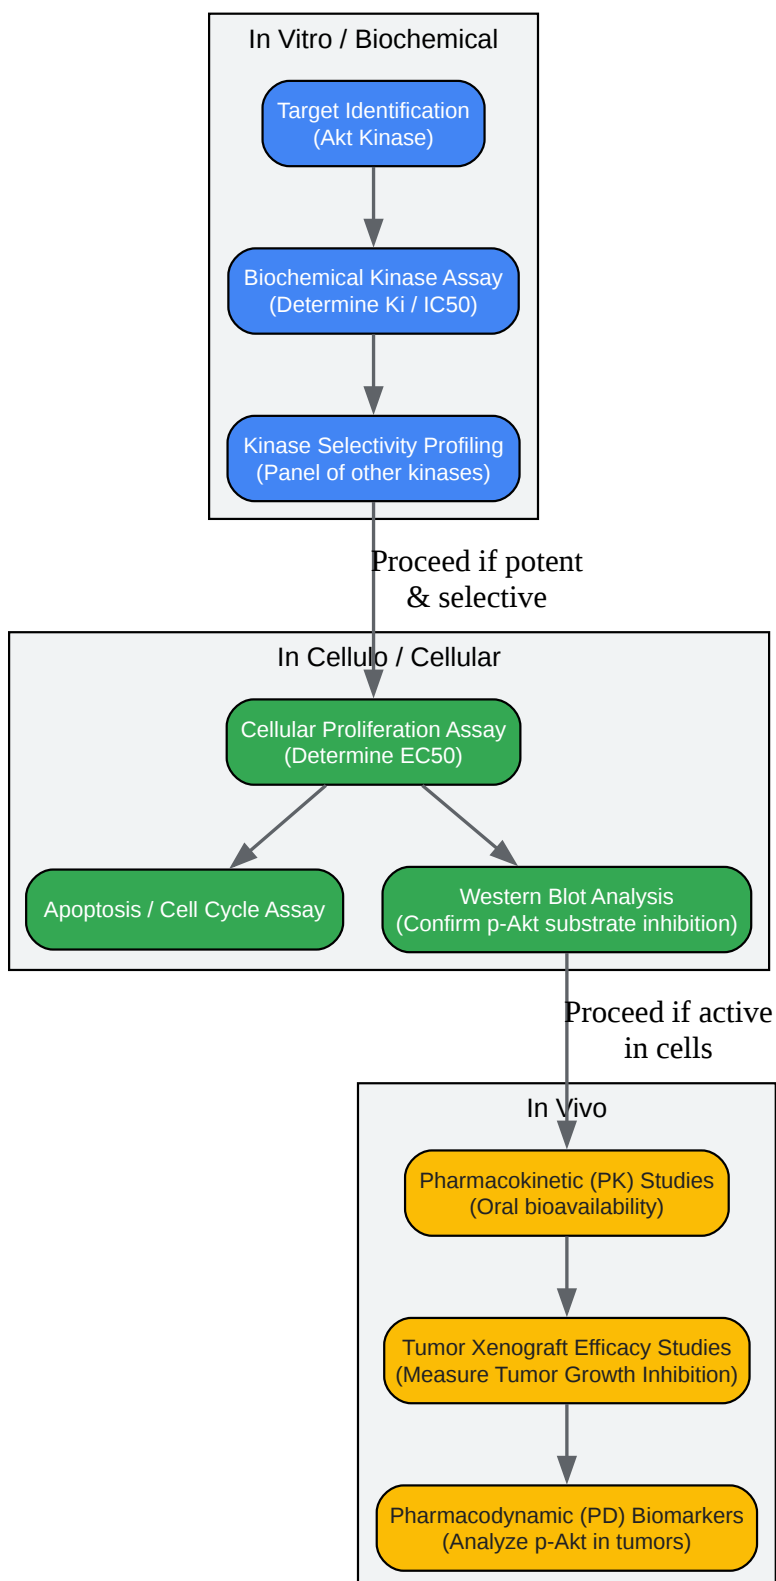 In Vitro / Biochemical
Target Identification
(Akt Kinase)
Biochemical Kinase Assay
(Determine Ki / IC50)
Kinase Selectivity Profiling
(Panel of other kinases)
Proceed if potent
& selective
In Cellulo / Cellular
Cellular Proliferation Assay
(Determine EC50)
Apoptosis / Cell Cycle Assay
Western Blot Analysis
(Confirm p-Akt substrate inhibition)
Proceed if active
in cells
In Vivo
Pharmacokinetic (PK) Studies
(Oral bioavailability)
Tumor Xenograft Efficacy Studies
(Measure Tumor Growth Inhibition)
Pharmacodynamic (PD) Biomarkers
(Analyze p-Akt in tumors)